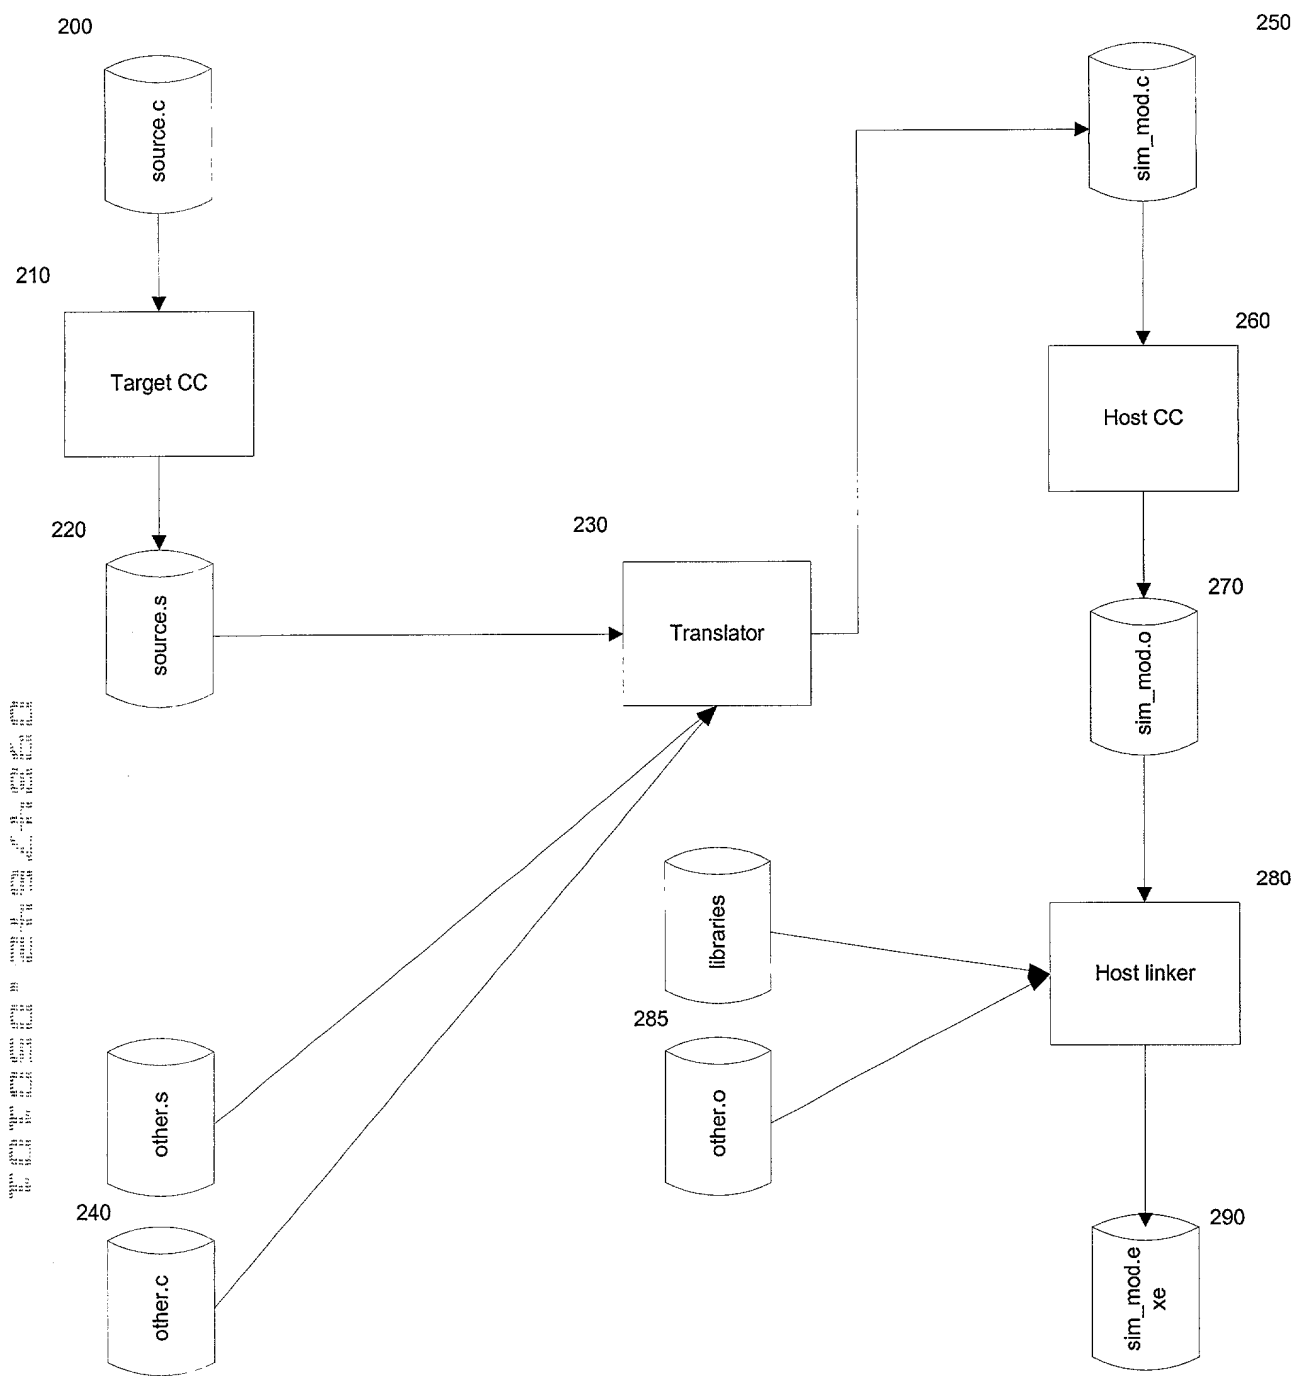 200
source.c
210
Target CC
220
source.s
230
Translator
other.s
240
other.c
250
sim_mod.c
260
Host CC
270
sim_mod.o
libraries
280
Host linker
285
other.o
290
sim_mod.e
xe